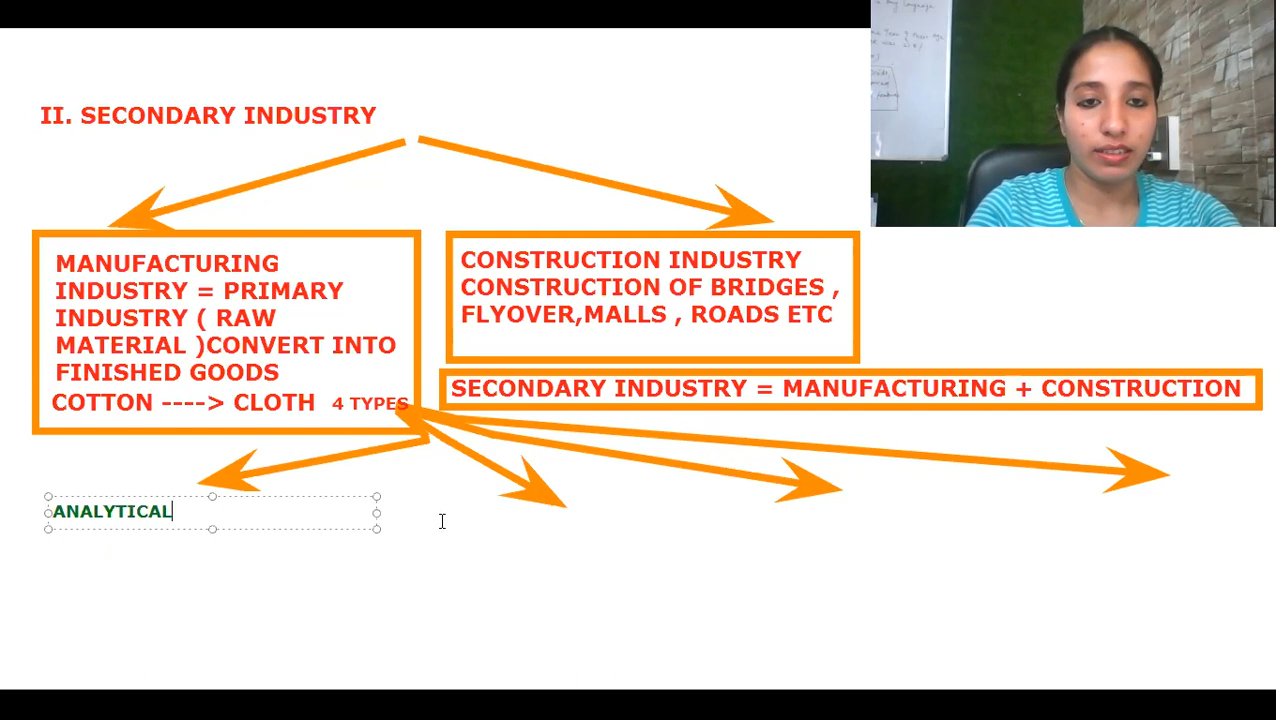 II. SECONDARY INDUSTRY
MANUFACTURING
INDUSTRY = PRIMARY
INDUSTRY ( RAW
MATERIAL )CONVERT INTO
FINISHED GOODS
COTTON ----> CLOTH 4 TYPES
CONSTRUCTION INDUSTRY
CONSTRUCTION OF BRIDGES ,
FLYOVER,MALLS , ROADS ETC
SECONDARY INDUSTRY = MANUFACTURING + CONSTRUCTION
ANALYTICAL